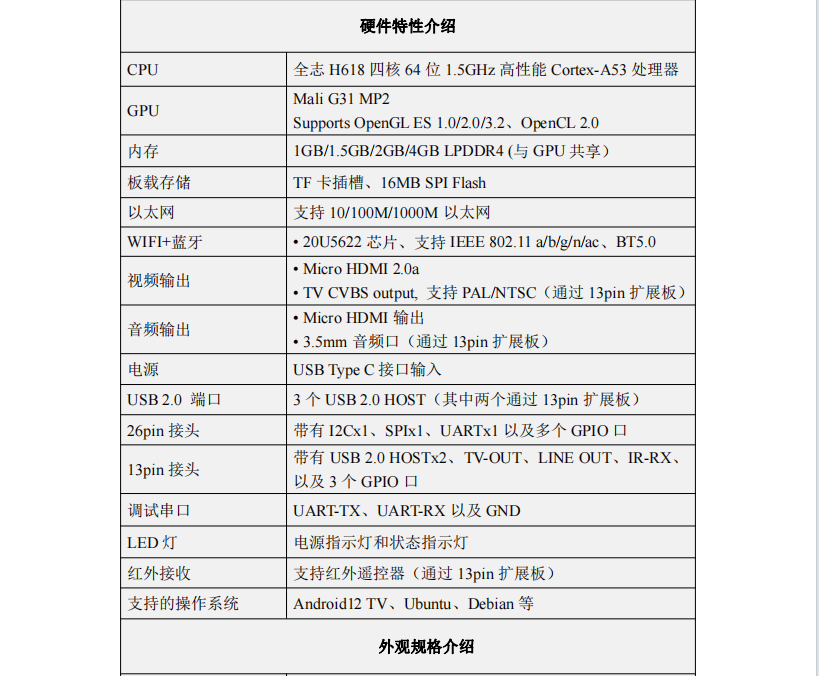 硬件特性介绍
CPU
全志 H618 四核 64 位 1.5GHz 高性能 Cortex-A53 处理器
GPU
Mali G31 MP2
Supports OpenGL ES 1.0/2.0/3.2、OpenCL 2.0
内存
1GB/1.5GB/2GB/4GB LPDDR4 (与 GPU 共享）
板载存储
TF 卡插槽、16MB SPI Flash
以太网
支持 10/100M/1000M 以太网
WIFI+蓝牙
• 20U5622 芯片、支持 IEEE 802.11 a/b/g/n/ac、BT5.0
视频输出
• Micro HDMI 2.0a
• TV CVBS output, 支持 PAL/NTSC（通过 13pin 扩展板）
音频输出
• Micro HDMI 输出
• 3.5mm 音频口（通过 13pin 扩展板）
电源
USB Type C 接口输入
USB 2.0 端口
3 个 USB 2.0 HOST（其中两个通过 13pin 扩展板）
26pin 接头
带有 I2Cx1、SPIx1、UARTx1 以及多个 GPIO 口
13pin 接头
带有 USB 2.0 HOSTx2、TV-OUT、LINE OUT、IR-RX、
以及 3 个 GPIO 口
调试串口
UART-TX、UART-RX 以及 GND
LED 灯
电源指示灯和状态指示灯
红外接收
支持红外遥控器（通过 13pin 扩展板）
支持的操作系统
Android12 TV、Ubuntu、Debian 等
外观规格介绍